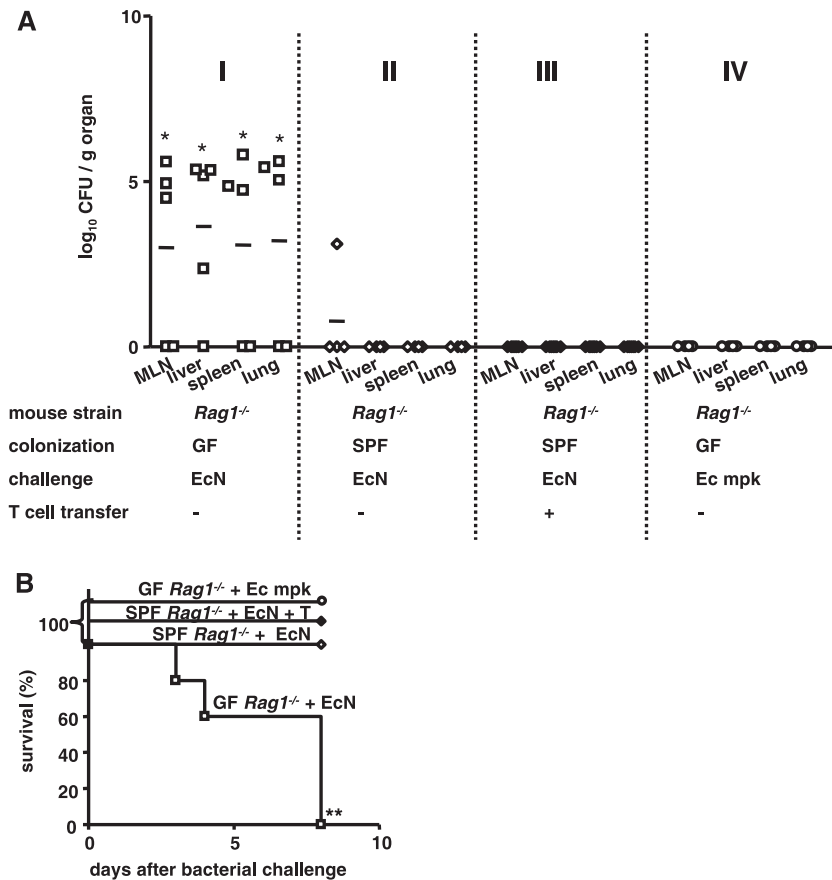 A
10
I II III IV
* * * *
log10 CFU / g organ
5
0
MLN liver spleen lung MLN liver spleen lung MLN liver spleen lung MLN liver spleen lung
mouse strain Rag1-/- Rag1-/- Rag1-/- Rag1-/-
colonization GF SPF SPF GF
challenge EcN EcN EcN Ec mpk
T cell transfer - - + -
B
GF Rag1-/- + Ec mpk
100 SPF Rag1-/- + EcN + T
SPF Rag1-/- + EcN
80
GF Rag1-/- + EcN
survival (%)
60
40
20
**
0
0 5 10
days after bacterial challenge